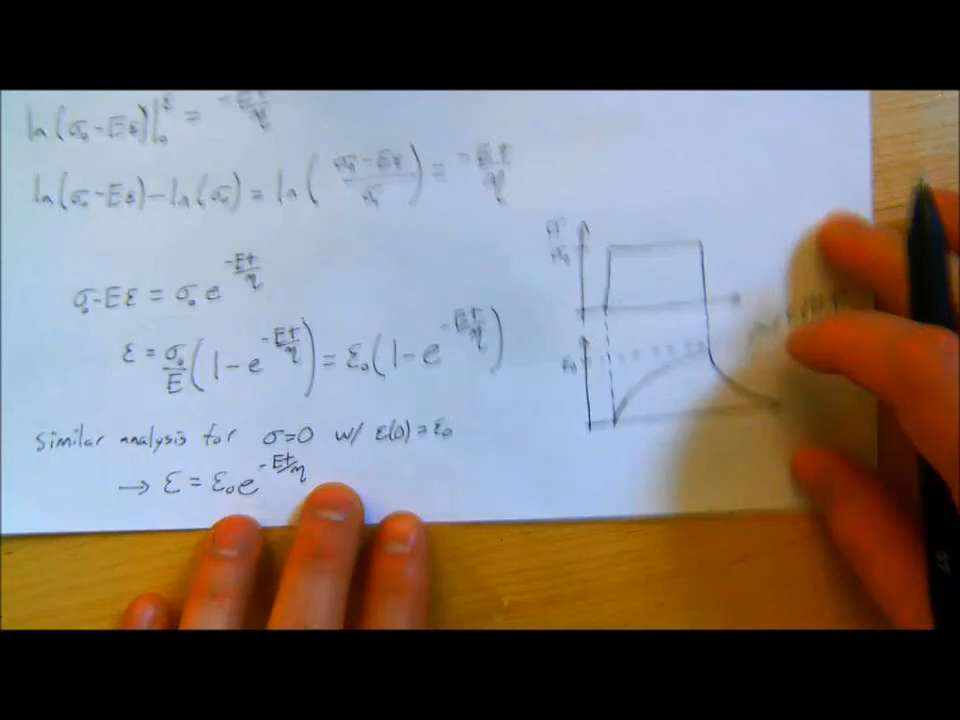 ln(σ₀-Eε)|₀^ε = -Et/η
ln(σ₀-Eε)-ln(σ₀) = ln((σ₀-Eε)/σ₀) = -Et/η
σ₀-Eε = σ₀ e^(-Et/η)
ε = σ₀/E (1-e^(-Et/η)) = ε₀(1-e^(-Et/η))
Similar analysis for σ=0 w/ ε(0)=ε₀
→ ε = ε₀e^(-Et/η)
σ
σ₀
ε₀